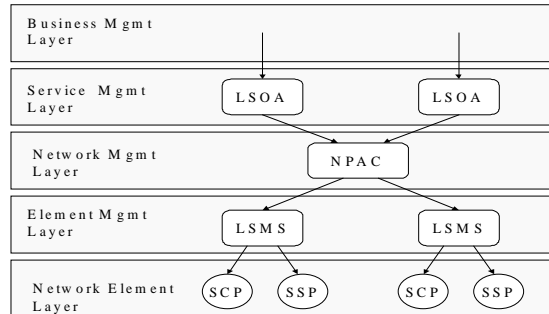 Business Mgmt
Layer
Service Mgmt
Layer
LSOA LSOA
Network Mgmt
Layer
NPAC
Element Mgmt
Layer
LSMS LSMS
Network Element
Layer
SCP SSP SCP SSP